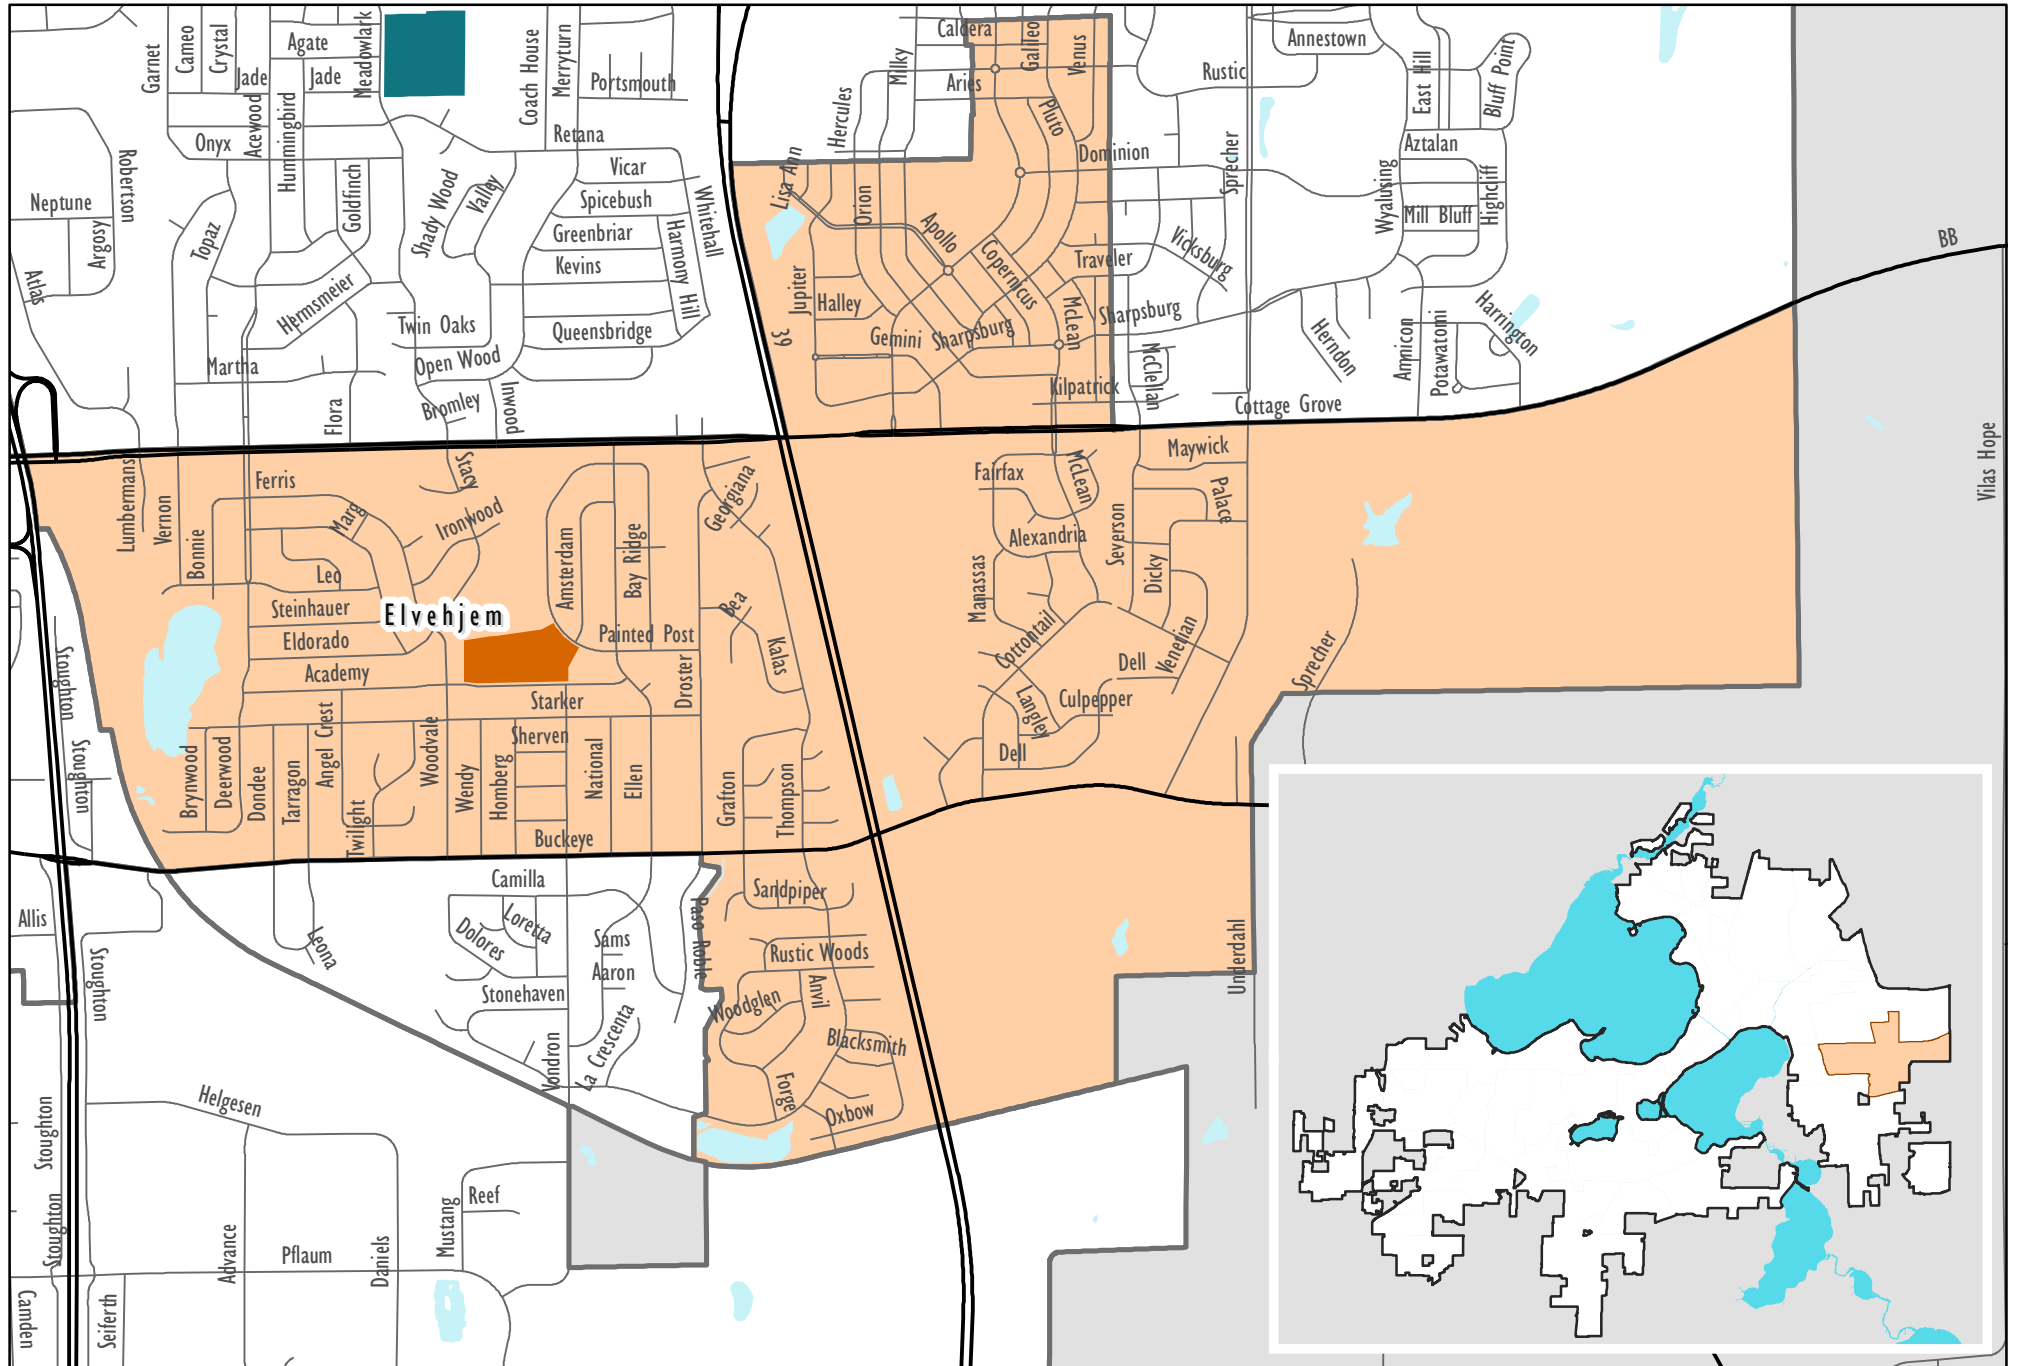 Garnet
Cameo
Crystal
Agate
Meadowlark
Jade
Jade
Acewood
Hummingbird
Onyx
Coach House
Merryturn
Portsmouth
Retana
Vicar
Spicebush
Greenbriar
Kevins
Queensbridge
Whitehall
Harmony Hill
Robertson
Neptune
Argosy
Atlas
Topaz
Goldfinch
Shady Wood
Valley
Hermsmeier
Twin Oaks
Open Wood
Martha
Flora
Bromley
Inwood
Caldera
Galileo
Venus
Milky
Aries
Hercules
Pluto
Lisa Ann
Orion
Apollo
Copernicus
Dominion
Traveler
Jupiter
Halley
39
Gemini
Sharpsburg
McLean
Sharpsburg
Kilpatrick
McClellan
Cottage Grove
Annestown
Rustic
East Hill
Bluff Point
Sprecher
Aztalan
Wyalusing
Mill Bluff
Highcliff
Vicksburg
Herndon
Amnicon
Potawatomi
Harrington
BB
Vilas Hope
Lumbermans
Vernon
Bonnie
Ferris
Marg
Ironwood
Stacy
Leo
Steinhauer
Elvehjem
Eldorado
Academy
Amsterdam
Bay Ridge
Georgiana
Bea
Painted Post
Kalas
Droster
Starker
Fairfax
McLean
Maywick
Palace
Alexandria
Severson
Dicky
Manassas
Cottontail
Venetian
Dell
Culpepper
Langley
Dell
Sprecher
Stoughton
Stoughton
Brynwood
Deerwood
Dondee
Tarragon
Angel Crest
Twilight
Woodvale
Wendy
Homberg
Sherven
National
Ellen
Buckeye
Grafton
Thompson
Camilla
Dolores
Loretta
Sams
Aaron
Stonehaven
Vondron
La Crescenta
Paso Roble
Sandpiper
Rustic Woods
Woodglen
Anvil
Blacksmith
Forge
Oxbow
Underdahl
Allis
Leona
Stoughton
Stoughton
Stoughton
Helgesen
Advance
Pflaum
Daniels
Mustang
Reef
Camden
Seiferth